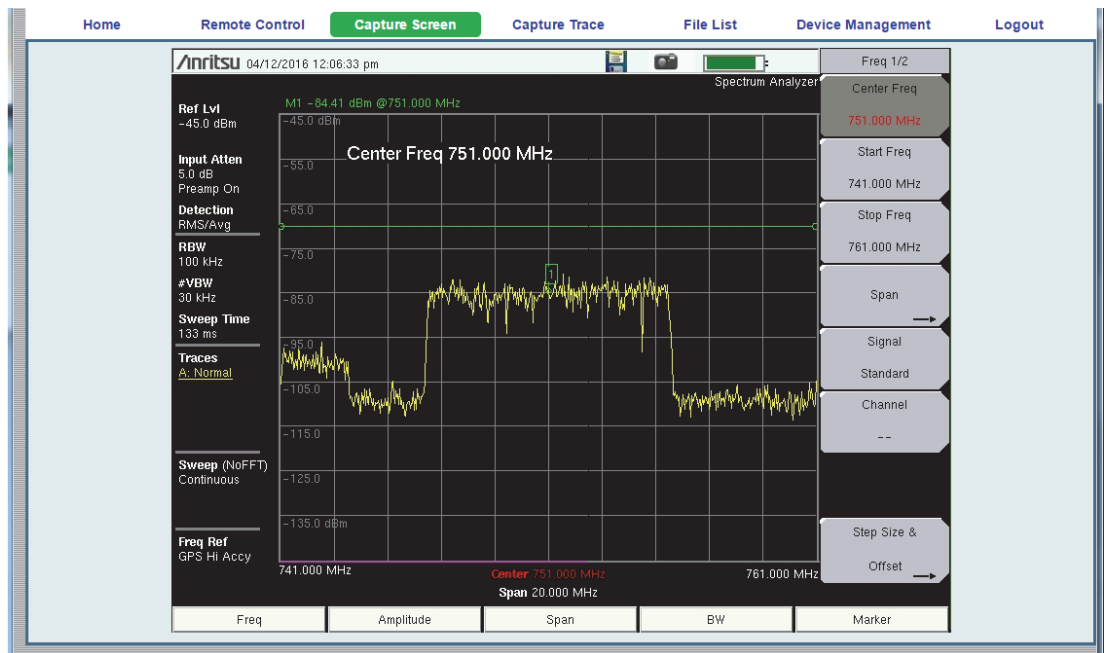 Home Remote Control Capture Screen Capture Trace File List Device Management Logout
/Inritsu 04/12/2016 12:06:33 pm
Spectrum Analyzer
M1 -84.41 dBm @751.000 MHz
Ref Lvl
-45.0 dBm
Input Atten
5.0 dB
Preamp On
Detection
RMS/Avg
RBW
100 kHz
#VBW
30 kHz
Sweep Time
133 ms
Traces
A: Normal
Sweep (NoFFT)
Continuous
Freq Ref
GPS Hi Accy
-45.0 dBm
Center Freq 751.000 MHz
-55.0
-65.0
-75.0
1
-85.0
-95.0
-105.0
-115.0
-125.0
-135.0 dBm
741.000 MHz Center 751.000 MHz 761.000 MHz
Span 20.000 MHz
Freq 1/2
Center Freq
751.000 MHz
Start Freq
741.000 MHz
Stop Freq
761.000 MHz
Span
Signal
Standard
Channel
--
Step Size &
Offset
Freq Amplitude Span BW Marker